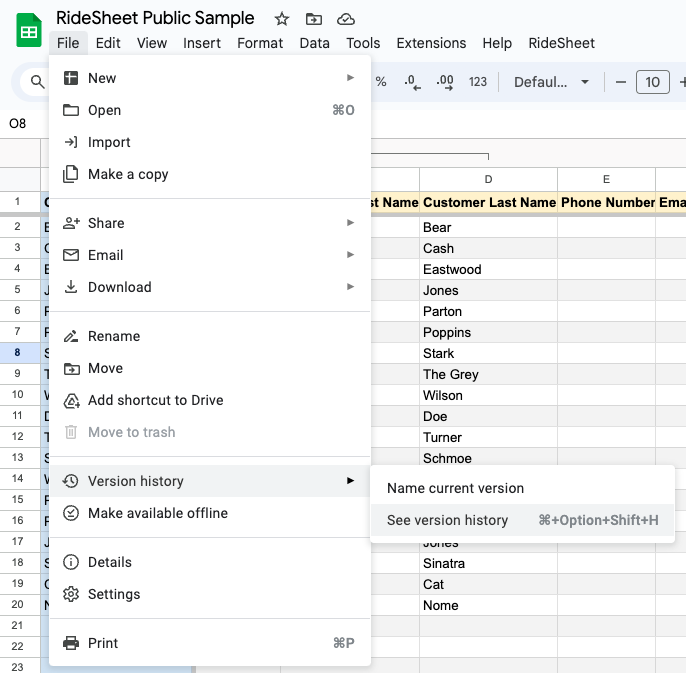 RideSheet Public Sample
File Edit View Insert Format Data Tools Extensions Help RideSheet
% .0 .00 123 Defaul... 10
O8
New
Open ⌘O
Import
Make a copy
Share
Email
Download
Rename
Move
Add shortcut to Drive
Move to trash
Version history
Make available offline
Details
Settings
Print ⌘P
Name current version
See version history ⌘+Option+Shift+H
D E
1 st Name Customer Last Name Phone Number Ema
2 Bear
3 Cash
4 Eastwood
5 Jones
6 Parton
7 Poppins
8 Stark
9 The Grey
10 Wilson
11 Doe
12 Turner
13 Schmoe
14
15
16
17 Jones
18 Sinatra
19 Cat
20 Nome
21
22
23